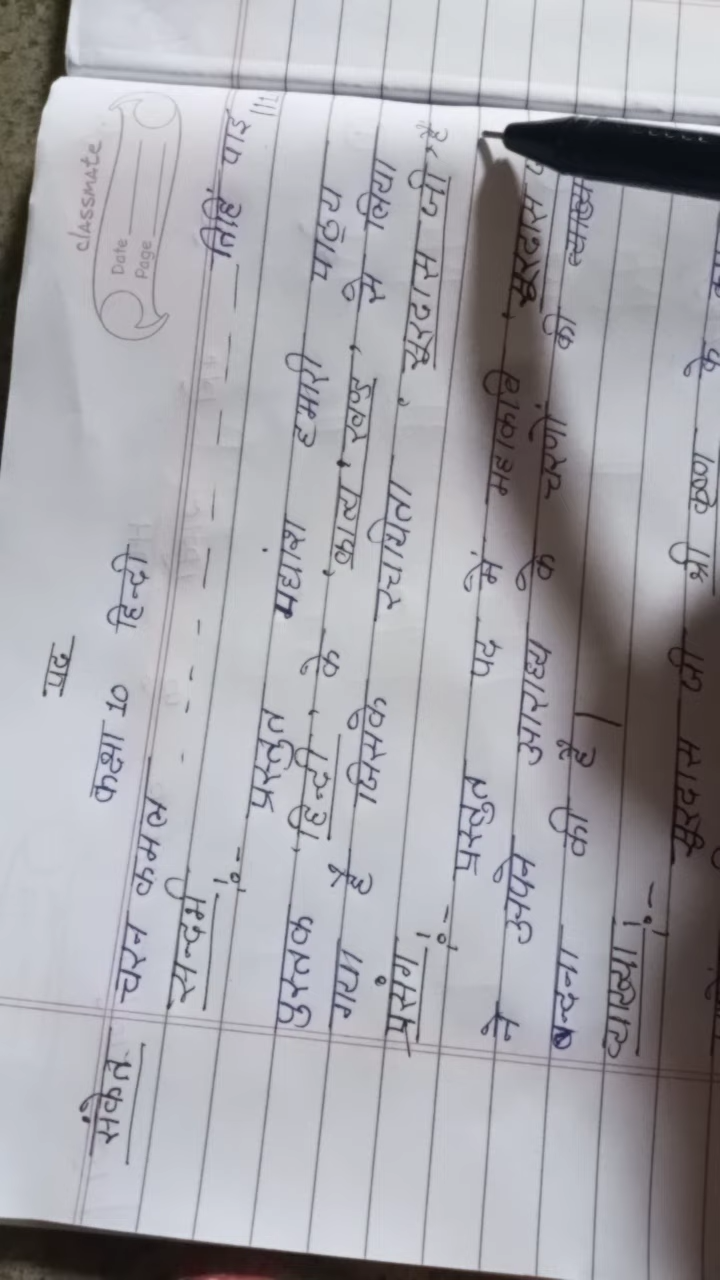 classmate
Date
Page
पद
कक्षा 10 हिन्दी
संकेत चरन कमल - - - - - - - तिहिं पाइ ||1
सन्दर्भ :-
प्रस्तुत पद्यांश हमारी पाठ्य
पुस्तक 'हिन्दी' के 'काव्य खण्ड' से लिया
गया है जिसके रचयिता 'सूरदास जी' है
प्रसंग :-
प्रस्तुत पद में महाकवि 'सूरदास
ने अपने आराध्य के चरणों की
वन्दना की है।
व्याख्या :-
सूरदास जी श्री कृष्ण के